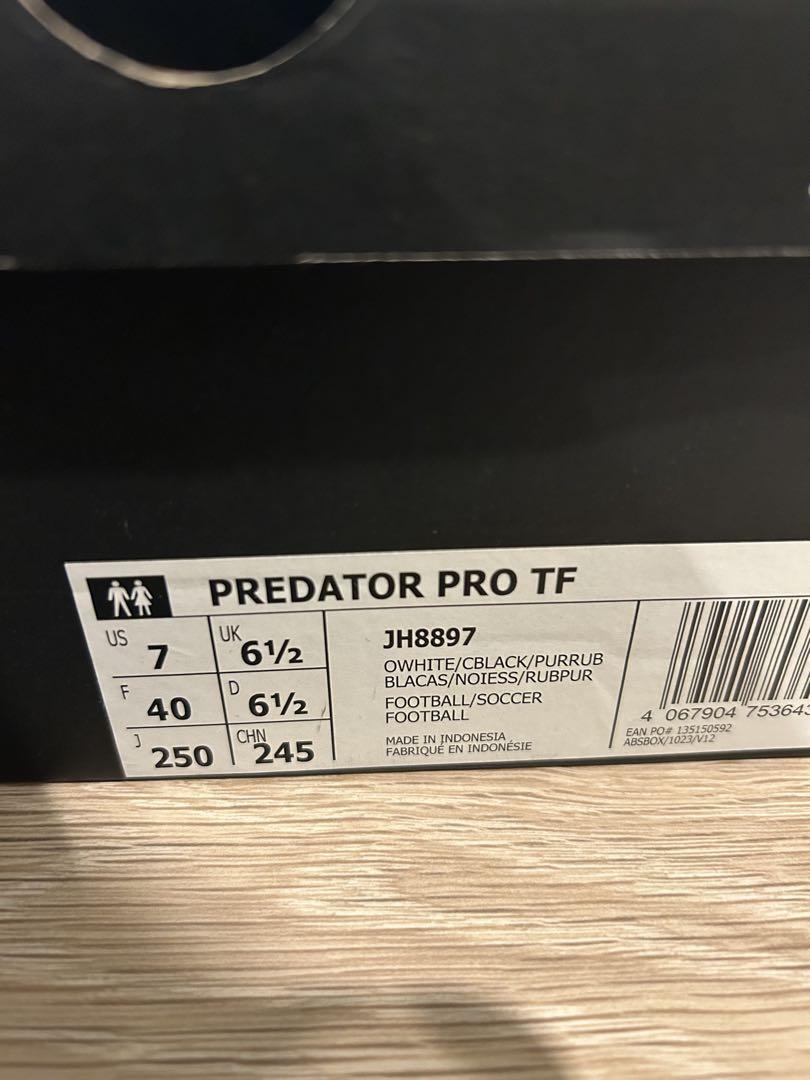 PREDATOR PRO TF
US 7
UK 6½
F 40
D 6½
J 250
CHN 245
JH8897
OWHITE/CBLACK/PURRUB
BLACAS/NOIESS/RUBPUR
FOOTBALL/SOCCER
FOOTBALL
MADE IN INDONESIA
FABRIQUÉ EN INDONÉSIE
4 067904 753643
EAN PO# 135150592
ABSBOX/1023/V12